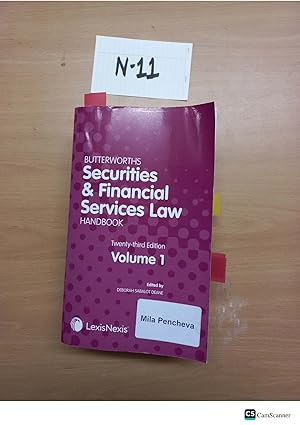 N-11
BUTTERWORTHS
Securities
& Financial
Services Law
HANDBOOK
Twenty-third Edition
Volume 1
Edited by
DEBORAH SABALOT DEANE
LexisNexis®
Mila Pencheva
CS CamScanner